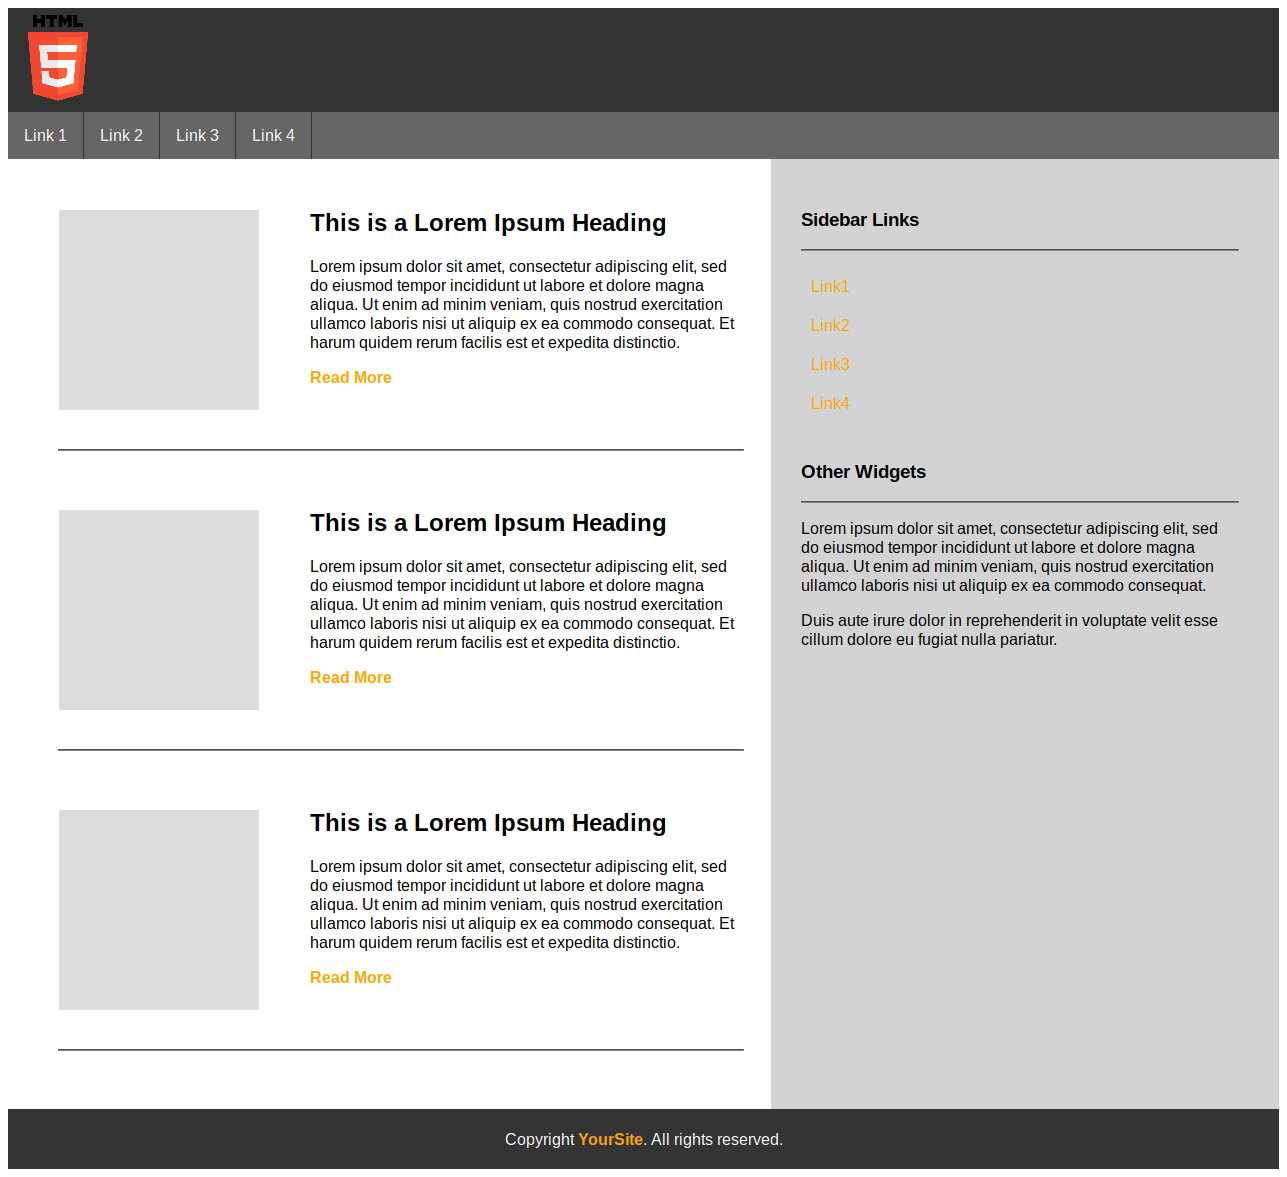 HTML
5
Link 1 Link 2 Link 3 Link 4
This is a Lorem Ipsum Heading
Lorem ipsum dolor sit amet, consectetur adipiscing elit, sed
do eiusmod tempor incididunt ut labore et dolore magna
aliqua. Ut enim ad minim veniam, quis nostrud exercitation
ullamco laboris nisi ut aliquip ex ea commodo consequat. Et
harum quidem rerum facilis est et expedita distinctio.
Read More
This is a Lorem Ipsum Heading
Lorem ipsum dolor sit amet, consectetur adipiscing elit, sed
do eiusmod tempor incididunt ut labore et dolore magna
aliqua. Ut enim ad minim veniam, quis nostrud exercitation
ullamco laboris nisi ut aliquip ex ea commodo consequat. Et
harum quidem rerum facilis est et expedita distinctio.
Read More
This is a Lorem Ipsum Heading
Lorem ipsum dolor sit amet, consectetur adipiscing elit, sed
do eiusmod tempor incididunt ut labore et dolore magna
aliqua. Ut enim ad minim veniam, quis nostrud exercitation
ullamco laboris nisi ut aliquip ex ea commodo consequat. Et
harum quidem rerum facilis est et expedita distinctio.
Read More
Sidebar Links
Link1
Link2
Link3
Link4
Other Widgets
Lorem ipsum dolor sit amet, consectetur adipiscing elit, sed
do eiusmod tempor incididunt ut labore et dolore magna
aliqua. Ut enim ad minim veniam, quis nostrud exercitation
ullamco laboris nisi ut aliquip ex ea commodo consequat.
Duis aute irure dolor in reprehenderit in voluptate velit esse
cillum dolore eu fugiat nulla pariatur.
Copyright YourSite. All rights reserved.